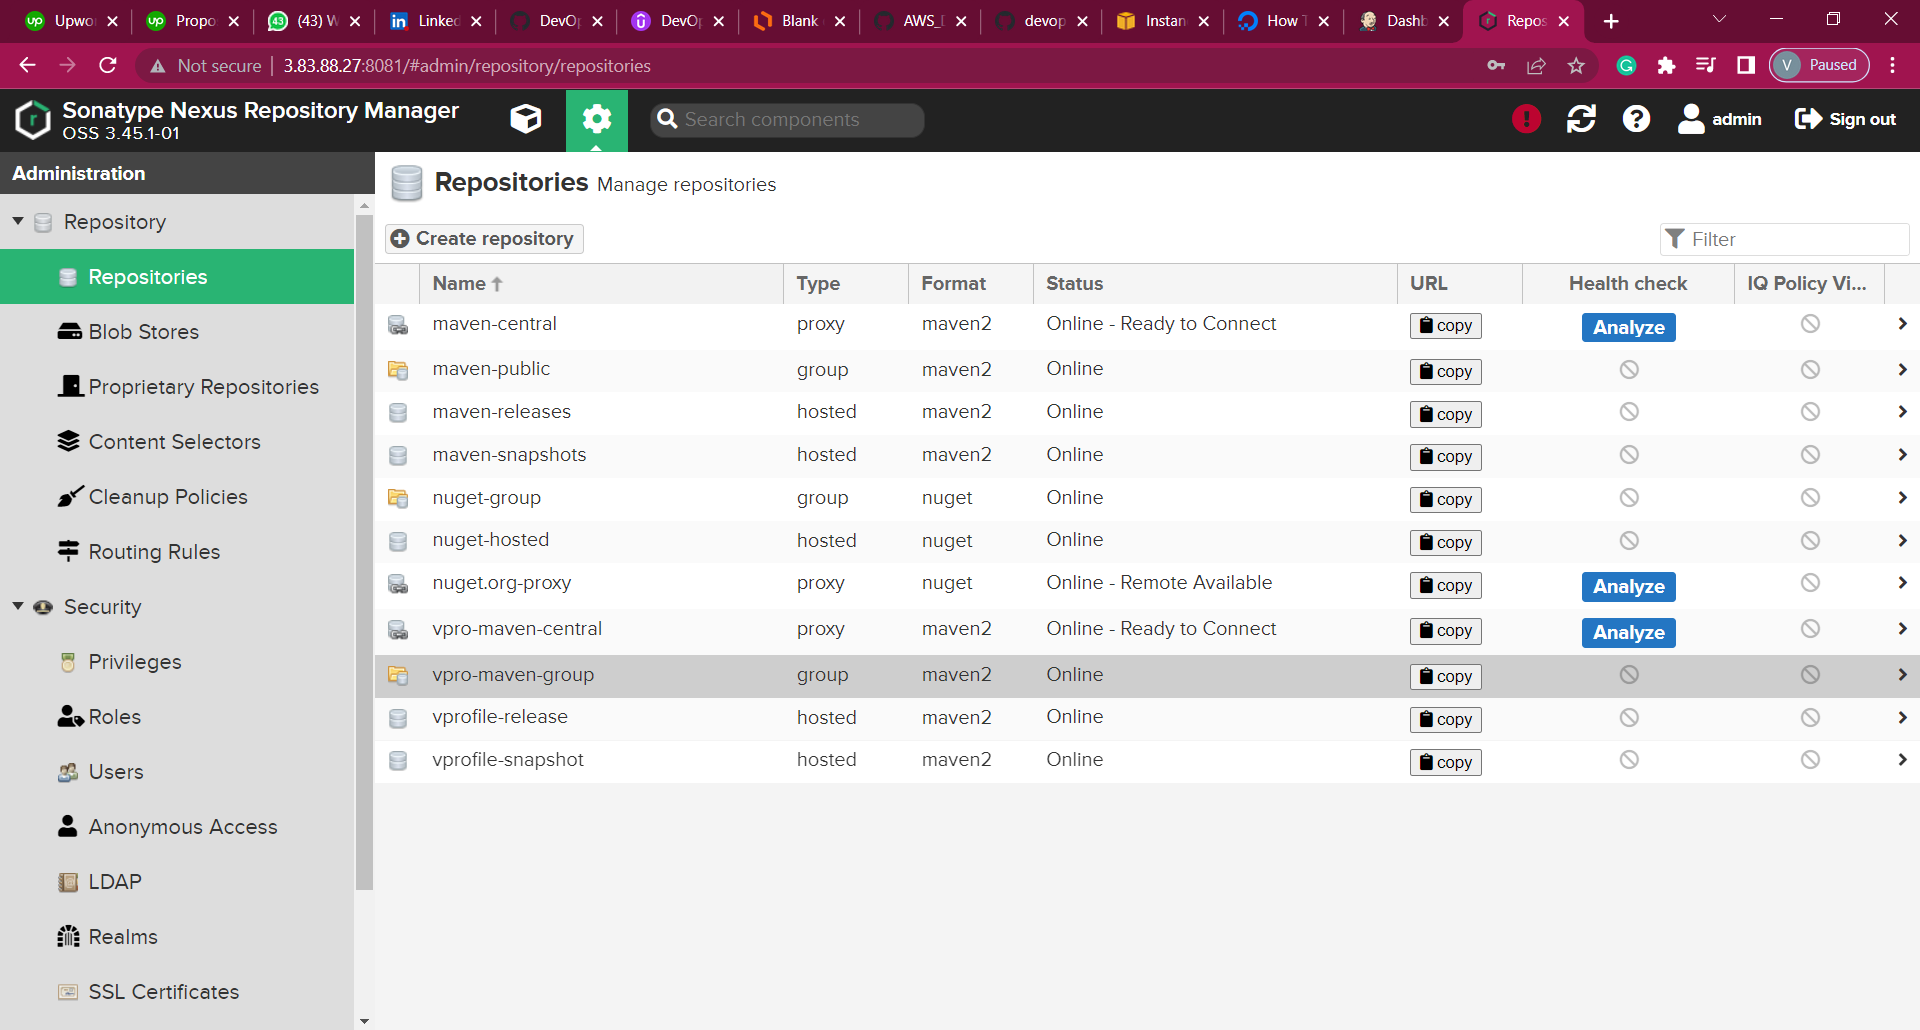 Upwo
Propo
(43) W
Linked
DevOp
DevOp
Blank
AWS_D
devop
Instan
How T
Dashb
Repos
Not secure 3.83.88.27:8081/#admin/repository/repositories
V Paused
Sonatype Nexus Repository Manager
OSS 3.45.1-01
Search components
admin
Sign out
Administration
Repository
Repositories
Blob Stores
Proprietary Repositories
Content Selectors
Cleanup Policies
Routing Rules
Security
Privileges
Roles
Users
Anonymous Access
LDAP
Realms
SSL Certificates
Repositories Manage repositories
Create repository
Filter
Name Type Format Status URL Health check IQ Policy Vi...
maven-central proxy maven2 Online - Ready to Connect copy Analyze
maven-public group maven2 Online copy
maven-releases hosted maven2 Online copy
maven-snapshots hosted maven2 Online copy
nuget-group group nuget Online copy
nuget-hosted hosted nuget Online copy
nuget.org-proxy proxy nuget Online - Remote Available copy Analyze
vpro-maven-central proxy maven2 Online - Ready to Connect copy Analyze
vpro-maven-group group maven2 Online copy
vprofile-release hosted maven2 Online copy
vprofile-snapshot hosted maven2 Online copy